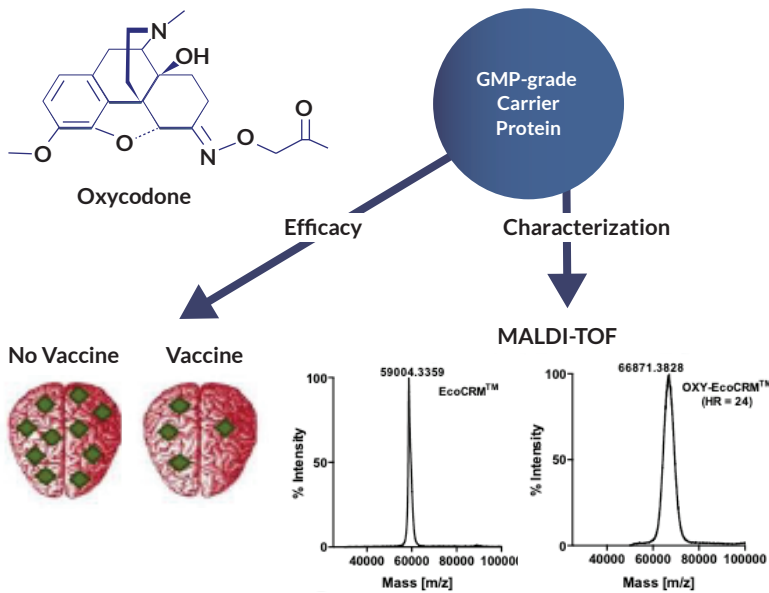 N
OH
O
O
O
N
O
Oxycodone
GMP-grade
Carrier
Protein
Efficacy
Characterization
MALDI-TOF
No Vaccine
Vaccine
59004.3359
EcoCRM™
100
50
0
% Intensity
40000 60000 80000 100000
Mass [m/z]
66871.3828
OXY-EcoCRM™
(HR = 24)
100
50
0
% Intensity
40000 60000 80000 100000
Mass [m/z]